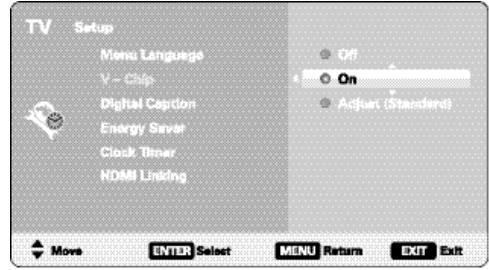 TV Setup
Menu Language
Off
V – Chip
On
Digital Caption
Adjust (Standard)
Energy Saver
Clock Timer
HDMI Linking
Move ENTER Select MENU Return EXIT Exit